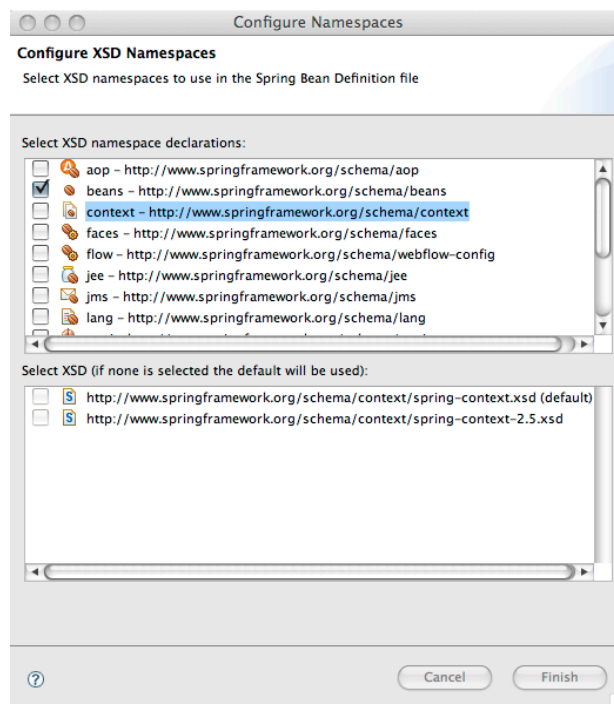 Configure Namespaces
Configure XSD Namespaces
Select XSD namespaces to use in the Spring Bean Definition file
Select XSD namespace declarations:
aop – http://www.springframework.org/schema/aop
beans – http://www.springframework.org/schema/beans
context – http://www.springframework.org/schema/context
faces – http://www.springframework.org/schema/faces
flow – http://www.springframework.org/schema/webflow-config
jee – http://www.springframework.org/schema/jee
jms – http://www.springframework.org/schema/jms
lang – http://www.springframework.org/schema/lang
Select XSD (if none is selected the default will be used):
http://www.springframework.org/schema/context/spring-context.xsd (default)
http://www.springframework.org/schema/context/spring-context-2.5.xsd
?
Cancel
Finish